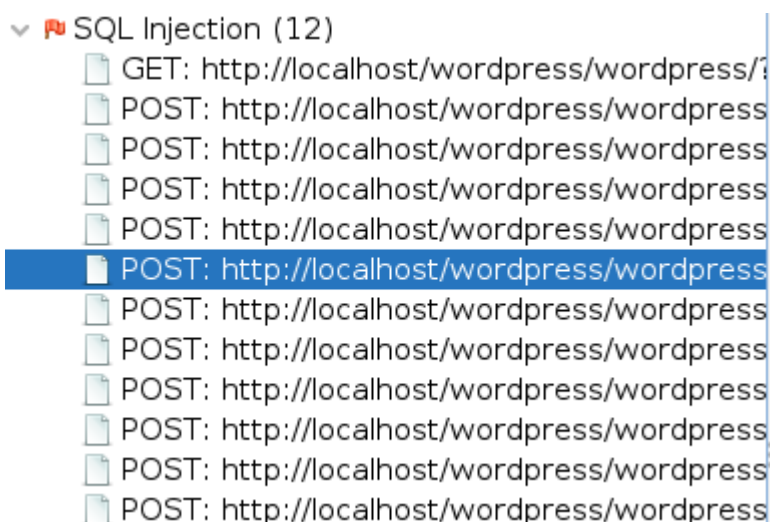 SQL Injection (12)
GET: http://localhost/wordpress/wordpress/?
POST: http://localhost/wordpress/wordpress
POST: http://localhost/wordpress/wordpress
POST: http://localhost/wordpress/wordpress
POST: http://localhost/wordpress/wordpress
POST: http://localhost/wordpress/wordpress
POST: http://localhost/wordpress/wordpress
POST: http://localhost/wordpress/wordpress
POST: http://localhost/wordpress/wordpress
POST: http://localhost/wordpress/wordpress
POST: http://localhost/wordpress/wordpress
POST: http://localhost/wordpress/wordpress